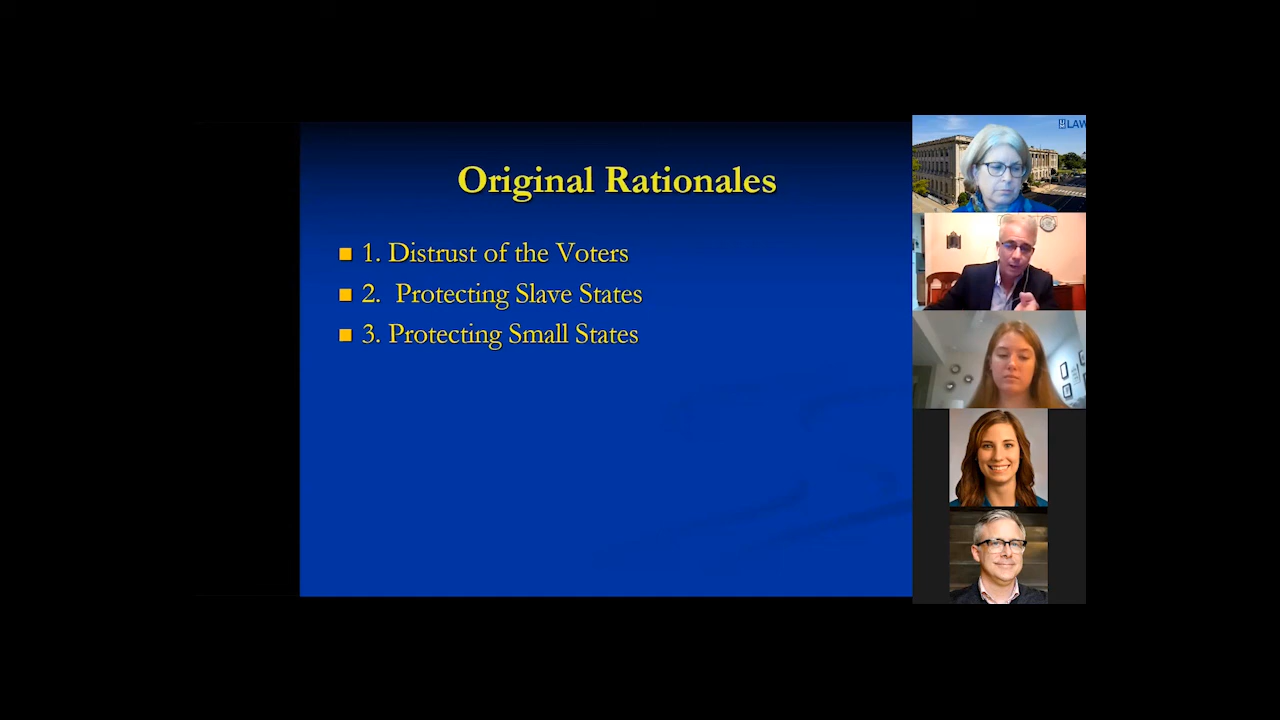 Original Rationales
1. Distrust of the Voters
2. Protecting Slave States
3. Protecting Small States
LAW